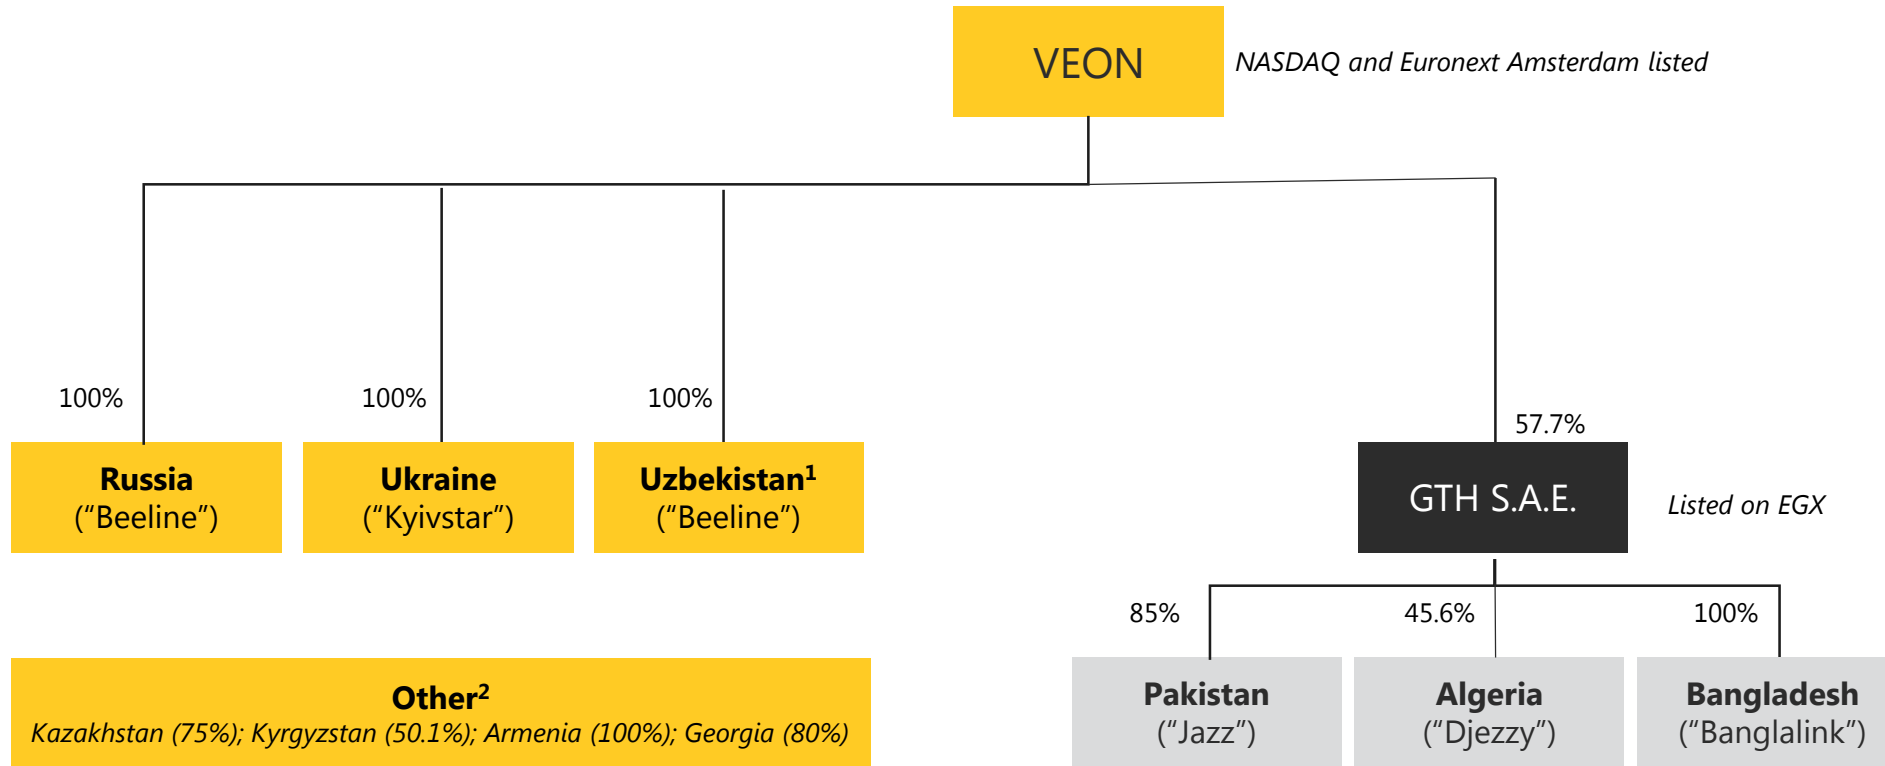 VEON
NASDAQ and Euronext Amsterdam listed
100%
100%
100%
57.7%
Russia
(“Beeline”)
Ukraine
(“Kyivstar”)
Uzbekistan¹
(“Beeline”)
GTH S.A.E.
Listed on EGX
85%
45.6%
100%
Other²
Kazakhstan (75%); Kyrgyzstan (50.1%); Armenia (100%); Georgia (80%)
Pakistan
(“Jazz”)
Algeria
(“Djezzy”)
Bangladesh
(“Banglalink”)